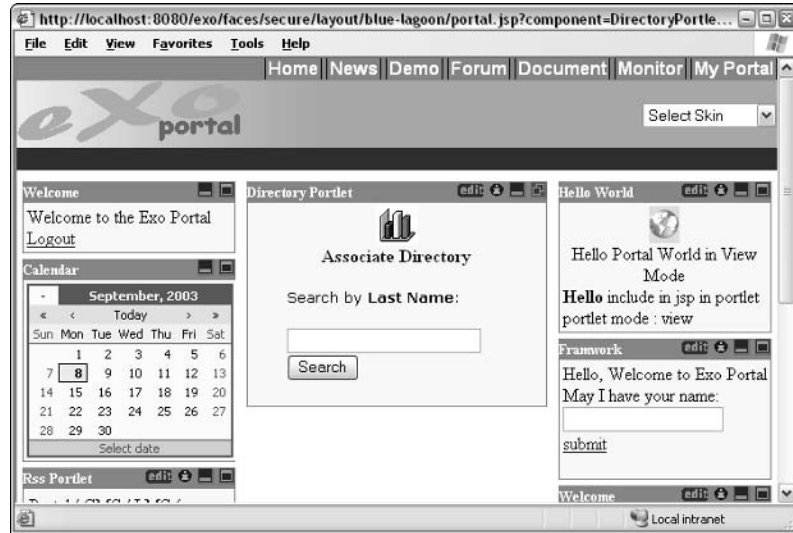 http://localhost:8080/exo/faces/secure/layout/blue-lagoon/portal.jsp?component=DirectoryPortle...
File Edit View Favorites Tools Help
Home News Demo Forum Document Monitor My Portal
eXo portal
Select Skin
Welcome
Welcome to the Exo Portal
Logout
Calendar
- September, 2003
« ‹ Today › »
Sun Mon Tue Wed Thu Fri Sat
1 2 3 4 5 6
7 8 9 10 11 12 13
14 15 16 17 18 19 20
21 22 23 24 25 26 27
28 29 30
Select date
Rss Portlet edit
Directory Portlet edit
Associate Directory
Search by Last Name:
Search
Hello World edit
Hello Portal World in View
Mode
Hello include in jsp in portlet
portlet mode : view
Framwork edit
Hello, Welcome to Exo Portal
May I have your name:
submit
Welcome edit
Local intranet